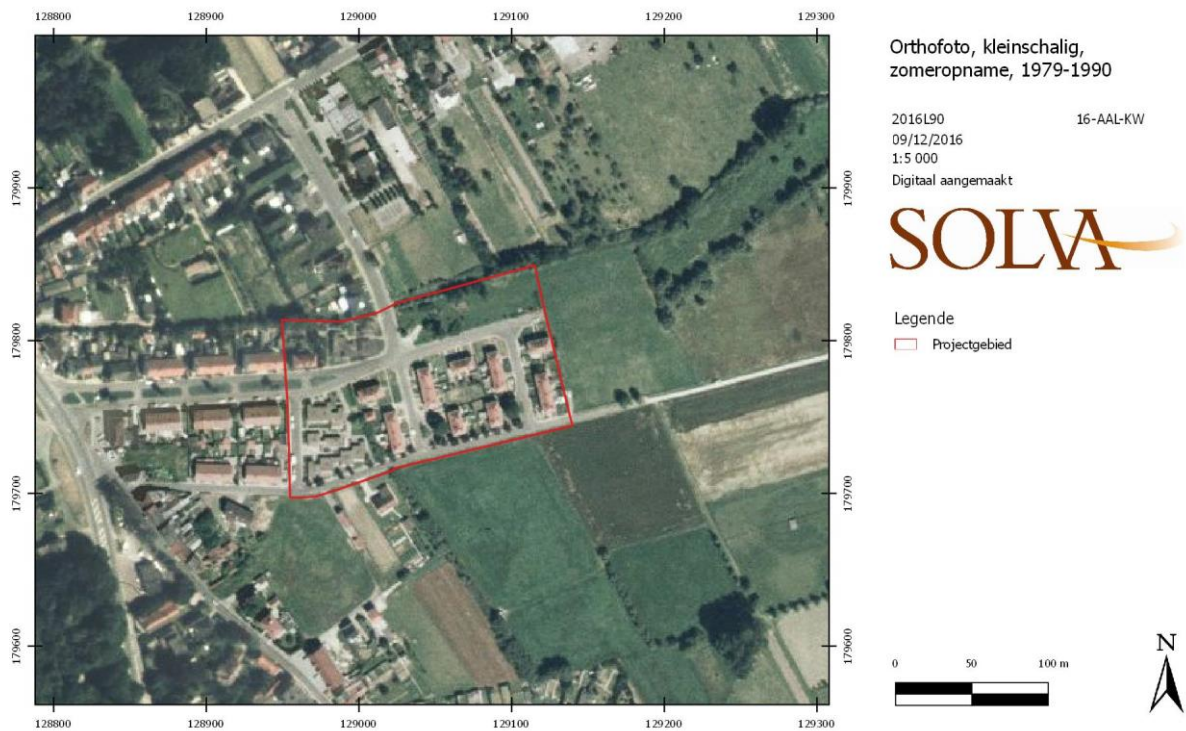 128800 128900 129000 129100 129200 129300
Orthofoto, kleinschalig,
zomeropname, 1979-1990
2016L90 16-AAL-KW
09/12/2016
1:5 000
Digitaal aangemaakt
SOLVA
Legende
Projectgebied
179900 179900
179800 179800
179700 179700
179600 179600
N
0 50 100 m
128800 128900 129000 129100 129200 129300